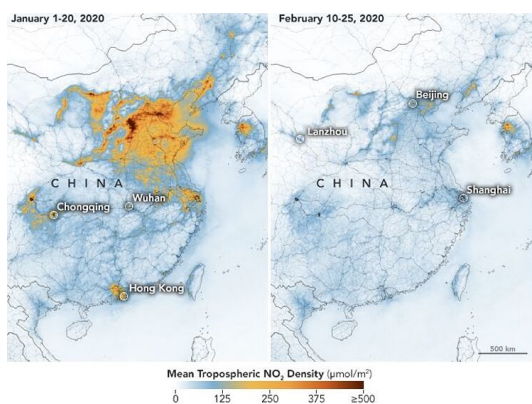 January 1-20, 2020
February 10-25, 2020
CHINA
Chongqing
Wuhan
Hong Kong
Beijing
Lanzhou
CHINA
Shanghai
500 km
Mean Tropospheric NO₂ Density (µmol/m²)
0 125 250 375 ≥500